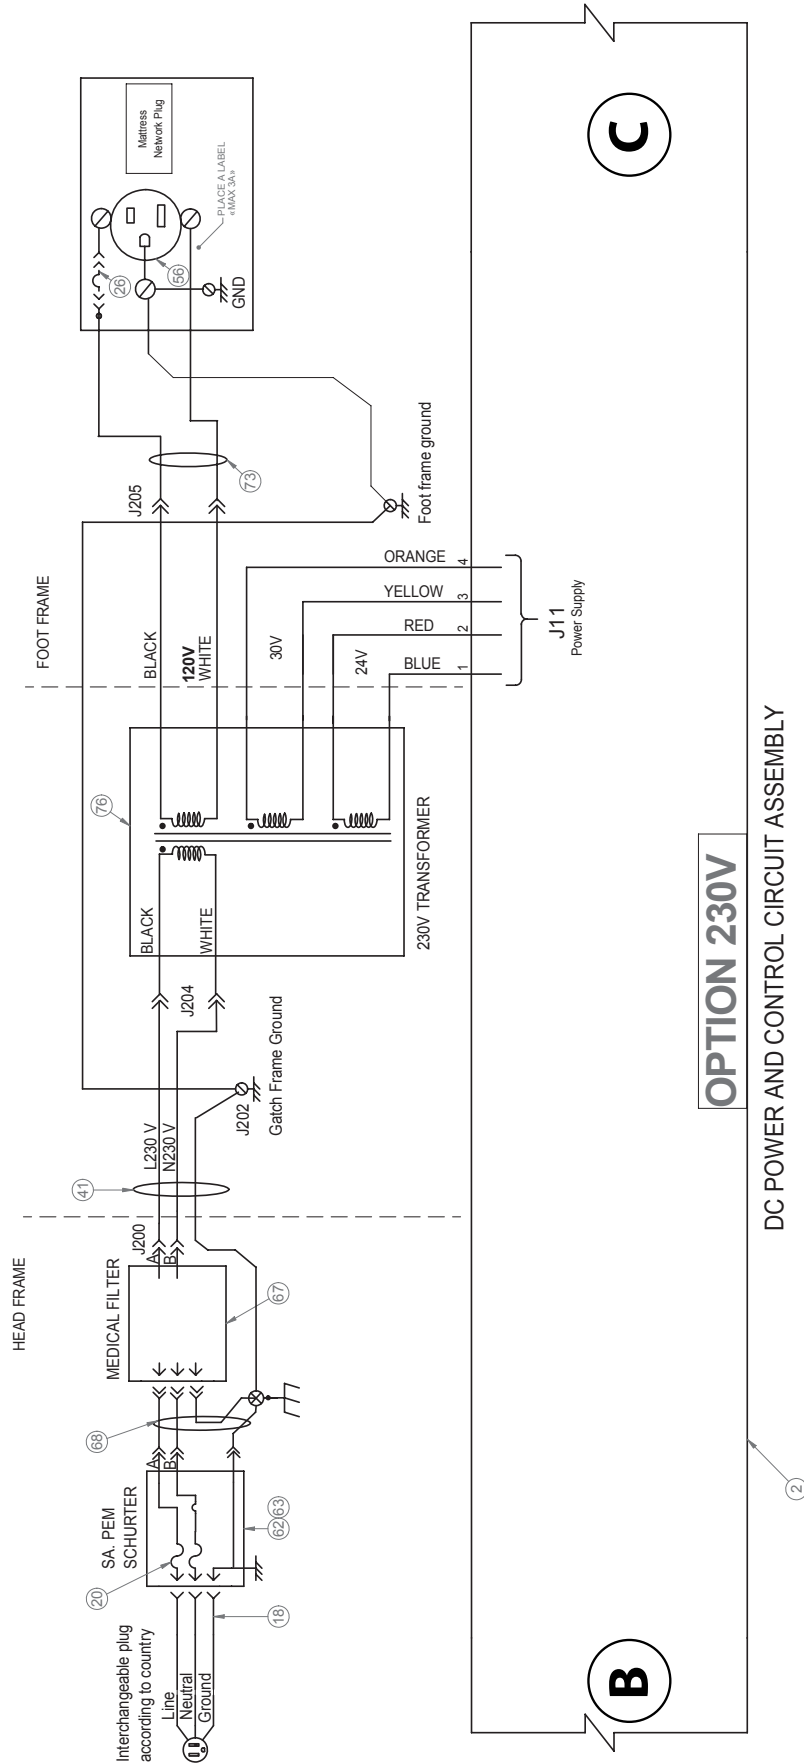 HEAD FRAME
FOOT FRAME
Interchangeable plug
according to country
Line
Neutral
Ground
18
20
SA. PEM
SCHURTER
62
63
A
B
68
MEDICAL FILTER
67
A
B
J200
41
L230 V
N230 V
J202
Gatch Frame Ground
J204
BLACK
WHITE
76
230V TRANSFORMER
BLACK
120V
WHITE
30V
24V
ORANGE
YELLOW
RED
BLUE
4
3
2
1
J11
Power Supply
J205
73
Foot frame ground
GND
26
56
PLACE A LABEL
«MAX 3A»
Mattress
Network Plug
B
C
OPTION 230V
DC POWER AND CONTROL CIRCUIT ASSEMBLY
2